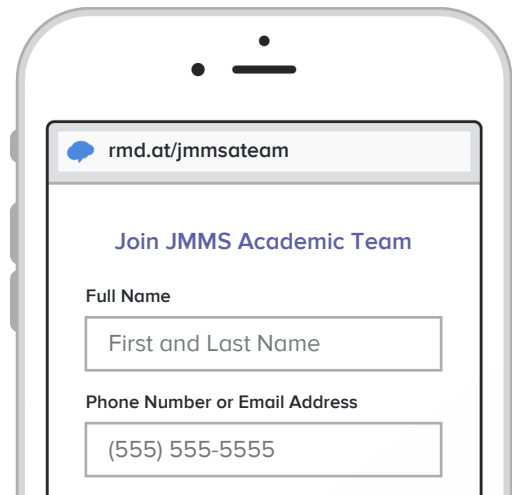 rmd.at/jmmsateam
Join JMMS Academic Team
Full Name
First and Last Name
Phone Number or Email Address
(555) 555-5555